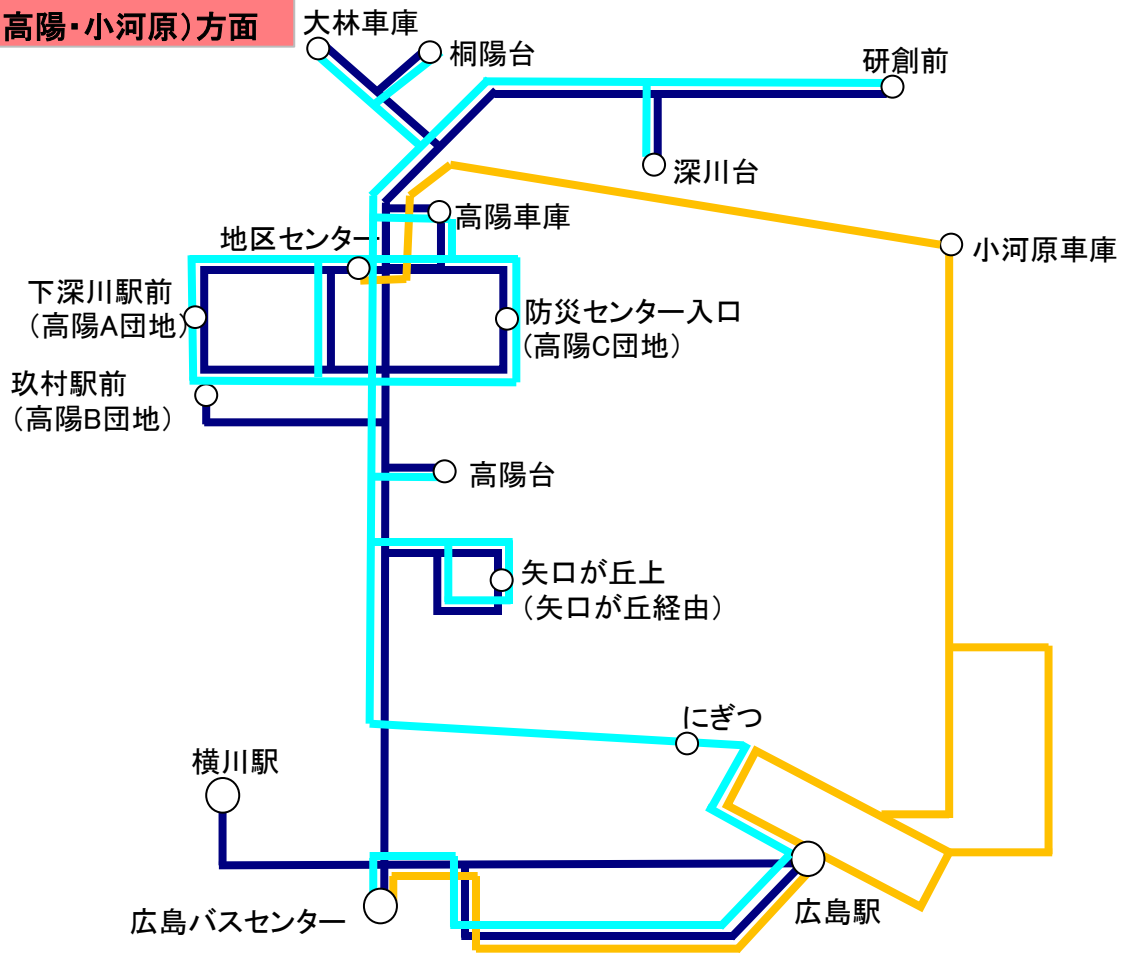 高陽・小河原）方面
大林車庫
桐陽台
研創前
深川台
高陽車庫
地区センター
小河原車庫
下深川駅前
（高陽A団地）
防災センター入口
（高陽C団地）
玖村駅前
（高陽B団地）
高陽台
矢口が丘上
（矢口が丘経由）
にぎつ
横川駅
広島バスセンター
広島駅